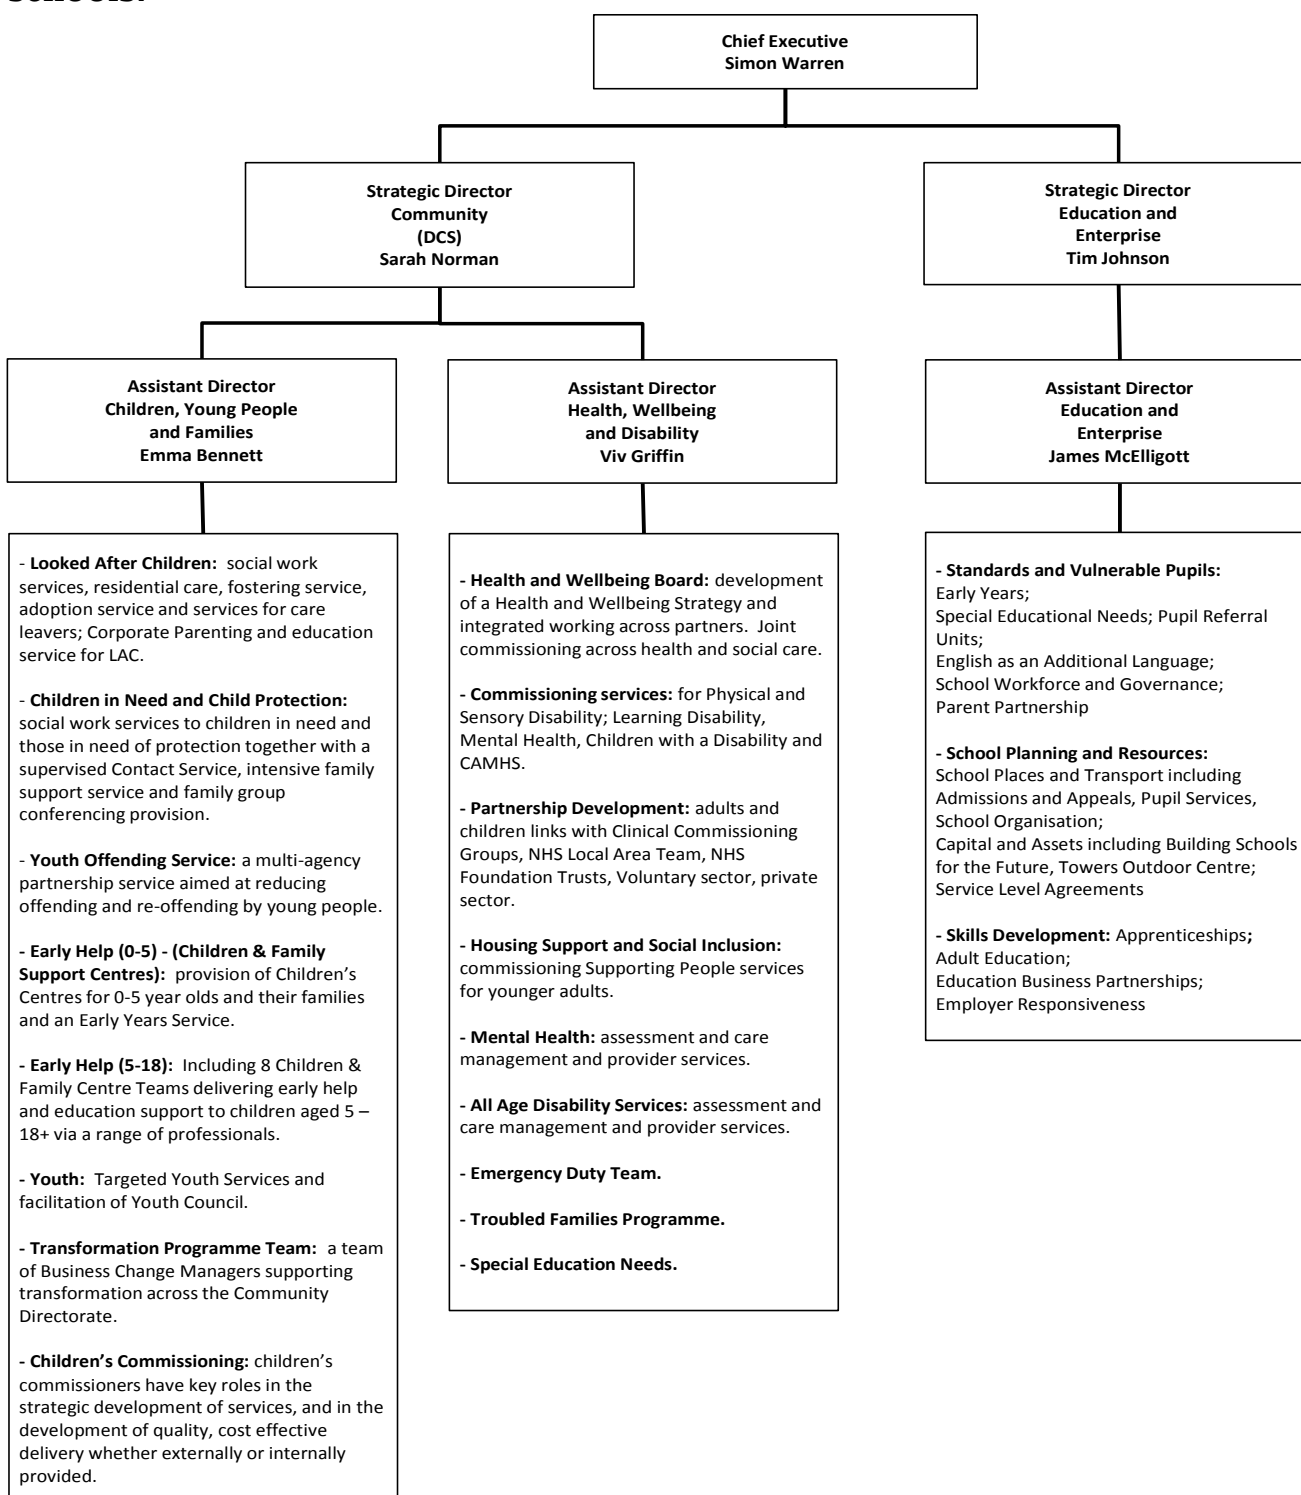 schools.
Chief Executive
Simon Warren
Strategic Director
Community
(DCS)
Sarah Norman
Strategic Director
Education and
Enterprise
Tim Johnson
Assistant Director
Children, Young People
and Families
Emma Bennett
Assistant Director
Health, Wellbeing
and Disability
Viv Griffin
Assistant Director
Education and
Enterprise
James McElligott
- Looked After Children: social work
services, residential care, fostering service,
adoption service and services for care
leavers; Corporate Parenting and education
service for LAC.
- Children in Need and Child Protection:
social work services to children in need and
those in need of protection together with a
supervised Contact Service, intensive family
support service and family group
conferencing provision.
- Youth Offending Service: a multi-agency
partnership service aimed at reducing
offending and re-offending by young people.
- Early Help (0-5) - (Children & Family
Support Centres): provision of Children’s
Centres for 0-5 year olds and their families
and an Early Years Service.
- Early Help (5-18): Including 8 Children &
Family Centre Teams delivering early help
and education support to children aged 5 –
18+ via a range of professionals.
- Youth: Targeted Youth Services and
facilitation of Youth Council.
- Transformation Programme Team: a team
of Business Change Managers supporting
transformation across the Community
Directorate.
- Children’s Commissioning: children’s
commissioners have key roles in the
strategic development of services, and in the
development of quality, cost effective
delivery whether externally or internally
provided.
- Health and Wellbeing Board: development
of a Health and Wellbeing Strategy and
integrated working across partners. Joint
commissioning across health and social care.
- Commissioning services: for Physical and
Sensory Disability; Learning Disability,
Mental Health, Children with a Disability and
CAMHS.
- Partnership Development: adults and
children links with Clinical Commissioning
Groups, NHS Local Area Team, NHS
Foundation Trusts, Voluntary sector, private
sector.
- Housing Support and Social Inclusion:
commissioning Supporting People services
for younger adults.
- Mental Health: assessment and care
management and provider services.
- All Age Disability Services: assessment and
care management and provider services.
- Emergency Duty Team.
- Troubled Families Programme.
- Special Education Needs.
- Standards and Vulnerable Pupils:
Early Years;
Special Educational Needs; Pupil Referral
Units;
English as an Additional Language;
School Workforce and Governance;
Parent Partnership
- School Planning and Resources:
School Places and Transport including
Admissions and Appeals, Pupil Services,
School Organisation;
Capital and Assets including Building Schools
for the Future, Towers Outdoor Centre;
Service Level Agreements
- Skills Development: Apprenticeships;
Adult Education;
Education Business Partnerships;
Employer Responsiveness